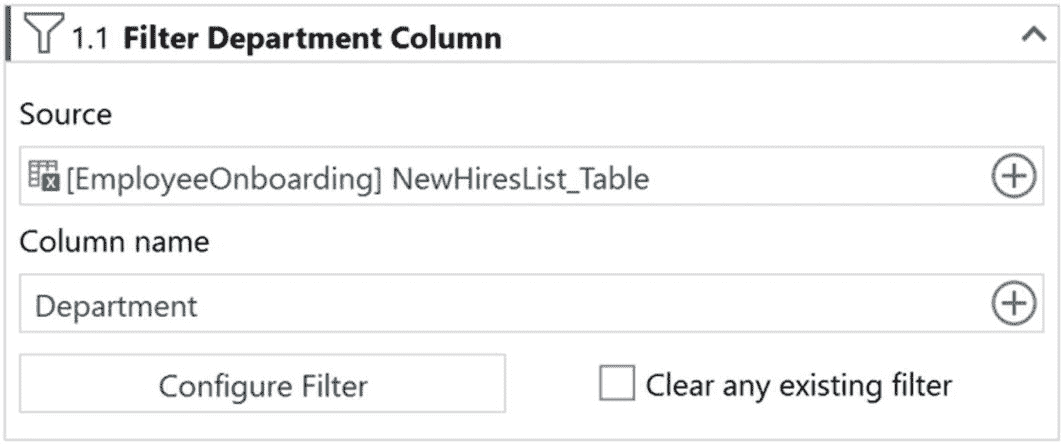 1.1 Filter Department Column
Source
[EmployeeOnboarding] NewHiresList_Table
Column name
Department
Configure Filter
Clear any existing filter